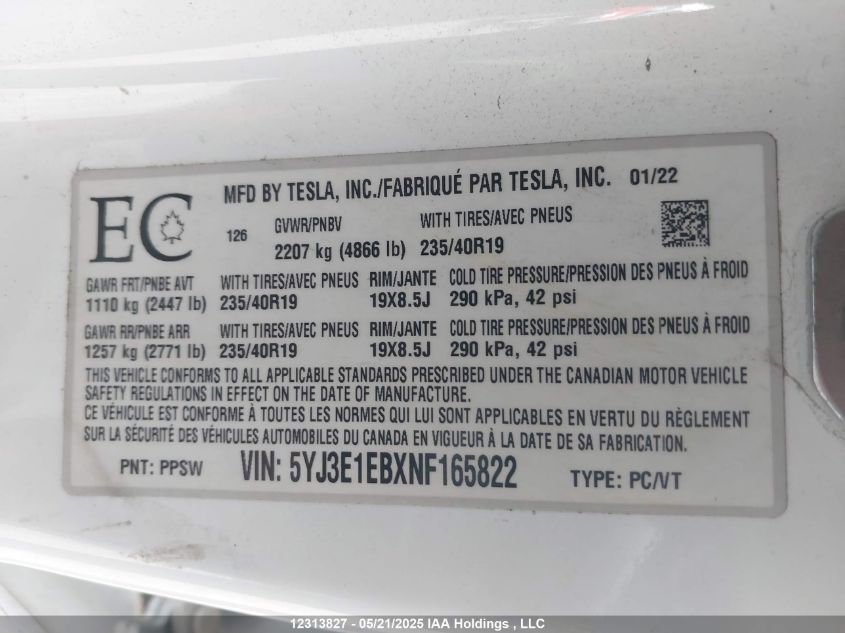 EC
MFD BY TESLA, INC./FABRIQUÉ PAR TESLA, INC. 01/22
126 GVWR/PNBV WITH TIRES/AVEC PNEUS
2207 kg (4866 lb) 235/40R19
GAWR FRT/PNBE AVT WITH TIRES/AVEC PNEUS RIM/JANTE COLD TIRE PRESSURE/PRESSION DES PNEUS À FROID
1110 kg (2447 lb) 235/40R19 19X8.5J 290 kPa, 42 psi
GAWR RR/PNBE ARR WITH TIRES/AVEC PNEUS RIM/JANTE COLD TIRE PRESSURE/PRESSION DES PNEUS À FROID
1257 kg (2771 lb) 235/40R19 19X8.5J 290 kPa, 42 psi
THIS VEHICLE CONFORMS TO ALL APPLICABLE STANDARDS PRESCRIBED UNDER THE CANADIAN MOTOR VEHICLE
SAFETY REGULATIONS IN EFFECT ON THE DATE OF MANUFACTURE.
CE VÉHICULE EST CONFORME À TOUTES LES NORMES QUI LUI SONT APPLICABLES EN VERTU DU RÈGLEMENT
SUR LA SÉCURITÉ DES VÉHICULES AUTOMOBILES DU CANADA EN VIGUEUR À LA DATE DE SA FABRICATION.
PNT: PPSW VIN: 5YJ3E1EBXNF165822 TYPE: PC/VT
12313827 - 05/21/2025 IAA Holdings , LLC